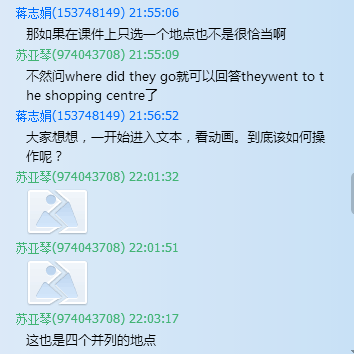 蒋志娟(153748149) 21:55:06
那如果在课件上只选一个地点也不是很恰当啊
苏亚琴(974043708) 21:55:09
不然问where did they go就可以回答theywent to t
he shopping centre了
蒋志娟(153748149) 21:56:52
大家想想，一开始进入文本，看动画。到底该如何操
作呢？
苏亚琴(974043708) 22:01:32
苏亚琴(974043708) 22:01:51
苏亚琴(974043708) 22:03:17
这也是四个并列的地点